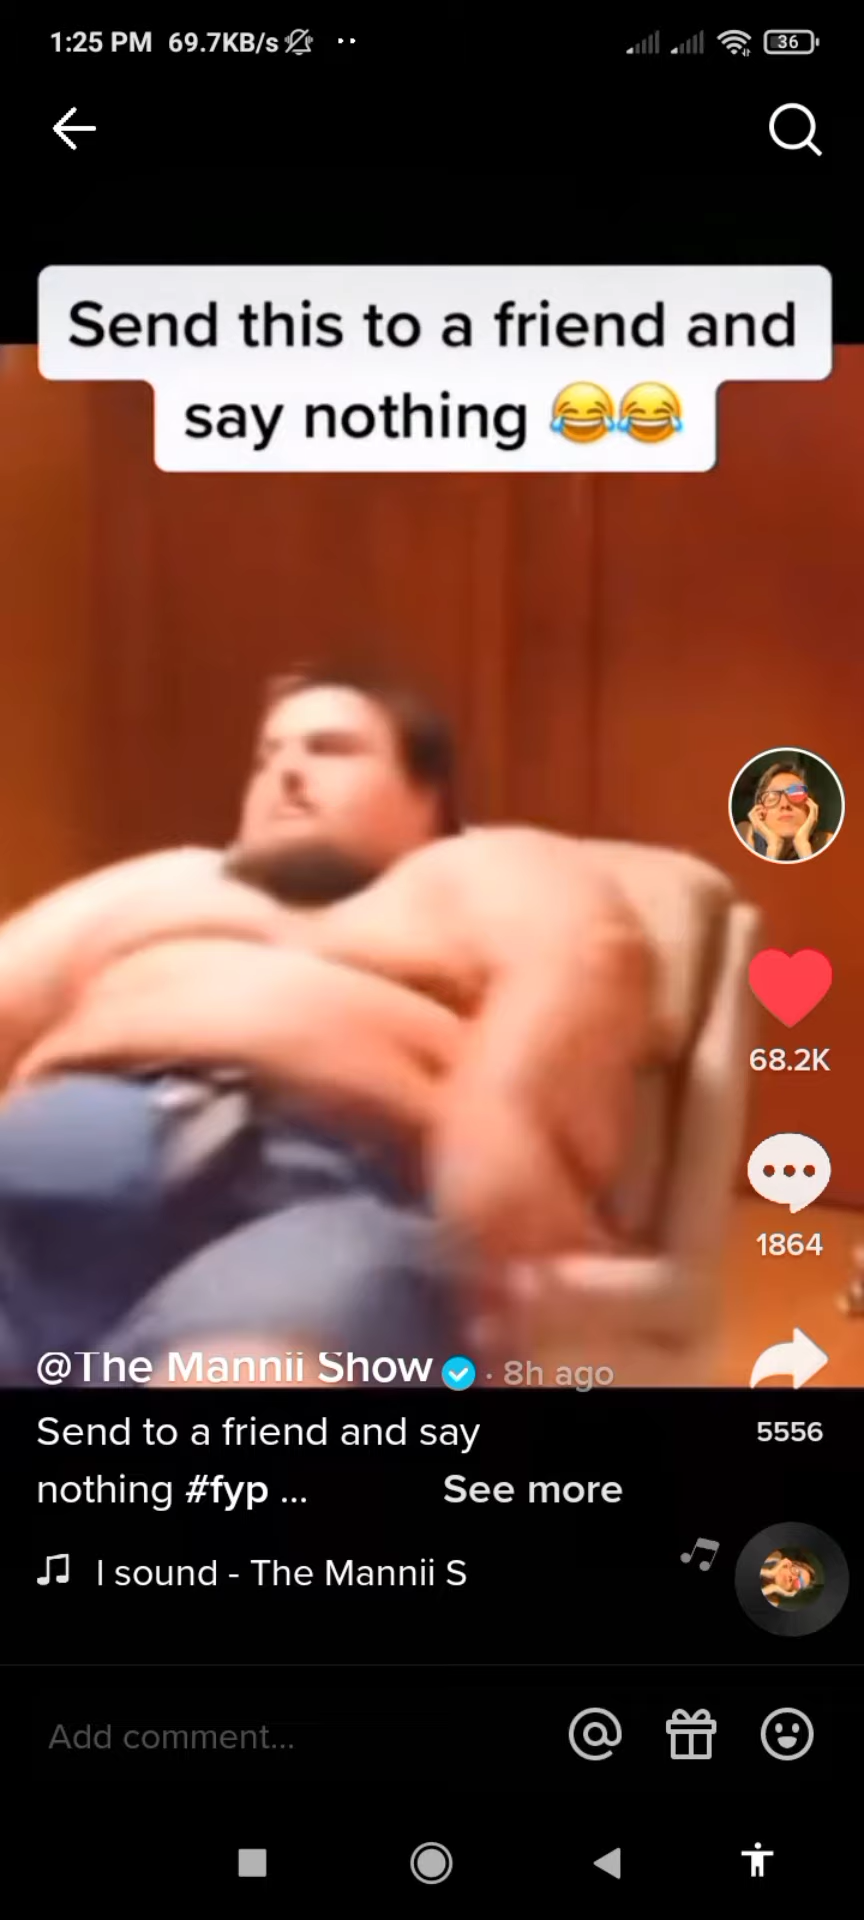 1:25 PM 69.7KB/s
36
Send this to a friend and
say nothing 😂😂
68.2K
1864
@The Mannii Show · 8h ago
5556
Send to a friend and say
nothing #fyp ... See more
l sound - The Mannii S
Add comment...